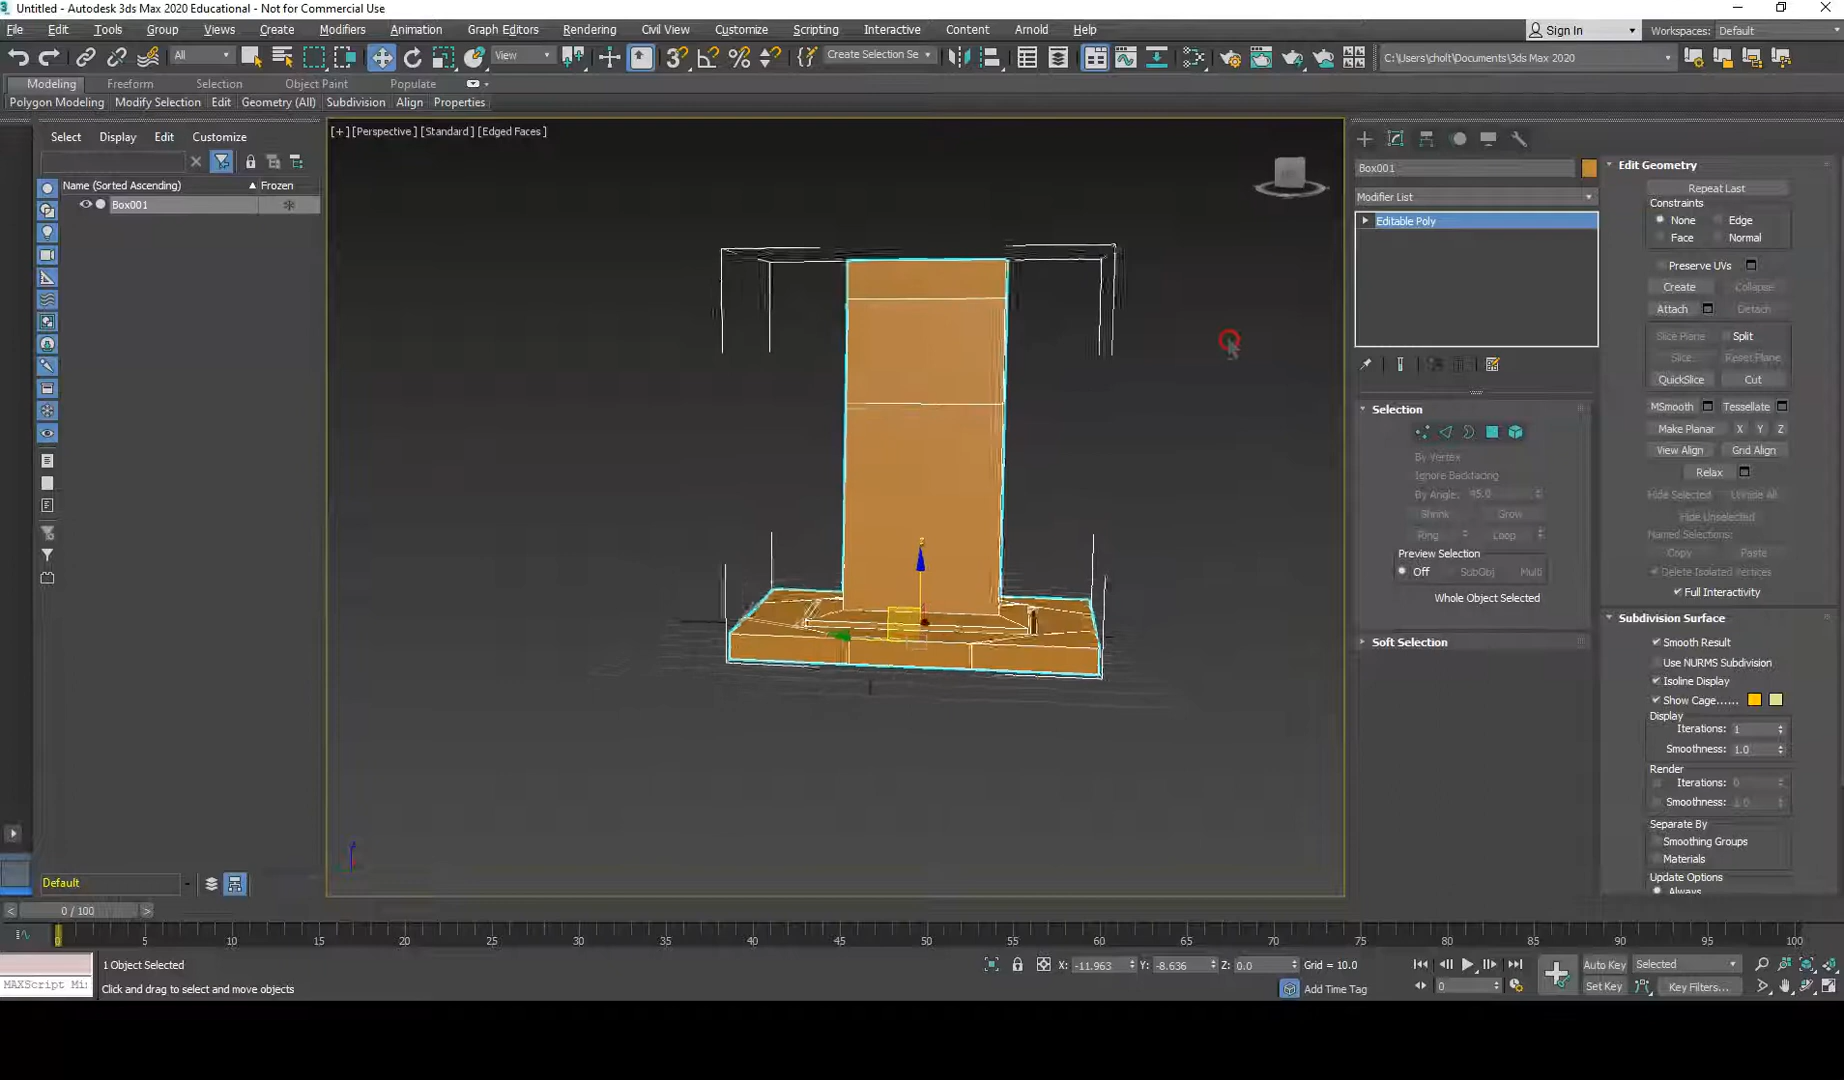 Untitled - Autodesk 3ds Max 2020 Educational - Not for Commercial Use
File Edit Tools Group Views Create Modifiers Animation Graph Editors Rendering Civil View Customize Scripting Interactive Content Arnold Help Sign In Workspaces: Default
All View Create Selection Se C:\Users\cholt\Documents\3ds Max 2020
Modeling Freeform Selection Object Paint Populate
Polygon Modeling Modify Selection Edit Geometry (All) Subdivision Align Properties
Select Display Edit Customize
Name (Sorted Ascending) Frozen
Box001
[+] [Perspective] [Standard] [Edged Faces]
Box001
Modifier List
Editable Poly
Selection
By Vertex
Ignore Backfacing
By Angle: 45.0
Shrink Grow
Ring Loop
Preview Selection
Off SubObj Multi
Whole Object Selected
Soft Selection
Edit Geometry
Repeat Last
Constraints
None Edge
Face Normal
Preserve UVs
Create Collapse
Attach Detach
Slice Plane Split
Slice Reset Plane
QuickSlice Cut
MSmooth Tessellate
Make Planar X Y Z
View Align Grid Align
Relax
Hide Selected Unhide All
Hide Unselected
Named Selections:
Copy Paste
Delete Isolated Vertices
Full Interactivity
Subdivision Surface
Smooth Result
Use NURMS Subdivision
Isoline Display
Show Cage......
Display
Iterations: 1
Smoothness: 1.0
Render
Iterations: 0
Smoothness: 1.0
Separate By
Smoothing Groups
Materials
Update Options
Always
Default
0 / 100
0 5 10 15 20 25 30 35 40 45 50 55 60 65 70 75 80 85 90 95 100
1 Object Selected X: -11.963 Y: -8.636 Z: 0.0 Grid = 10.0 Auto Key Selected
MAXScript Mi: Click and drag to select and move objects Add Time Tag 0 Set Key Key Filters...